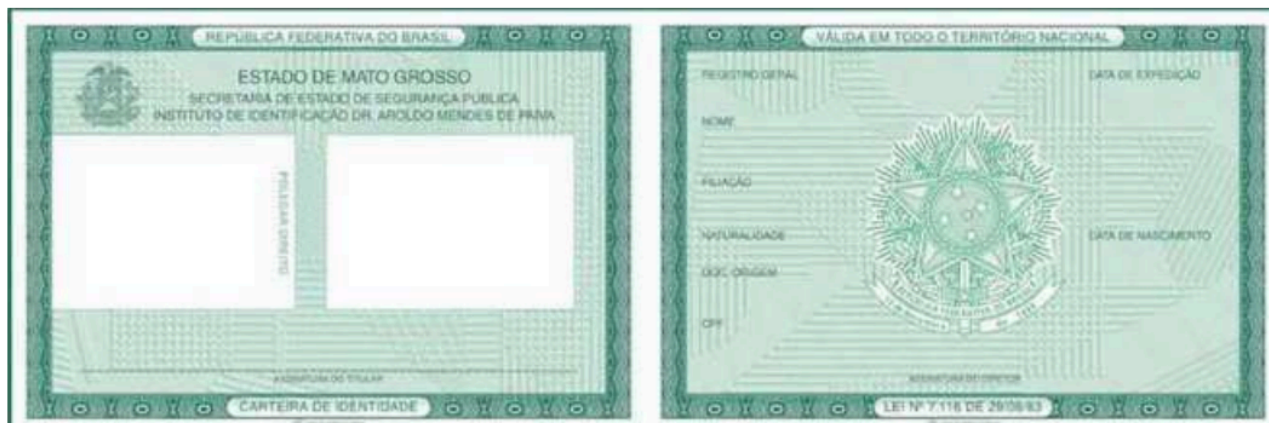 REPÚBLICA FEDERATIVA DO BRASIL
ESTADO DE MATO GROSSO
SECRETARIA DE ESTADO DE SEGURANÇA PÚBLICA
INSTITUTO DE IDENTIFICAÇÃO DR. AROLDO MENDES DE PAIVA
POLEGAR DIREITO
ASSINATURA DO TITULAR
CARTEIRA DE IDENTIDADE
VÁLIDA EM TODO O TERRITÓRIO NACIONAL
REGISTRO GERAL
DATA DE EXPEDIÇÃO
NOME
FILIAÇÃO
NATURALIDADE
DATA DE NASCIMENTO
DOC. ORIGEM
CPF
ASSINATURA DO DIRETOR
LEI Nº 7.116 DE 29/08/83